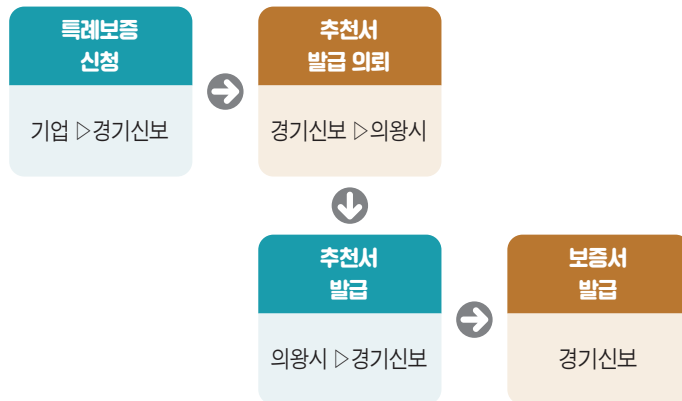 특례보증
신청
기업 ▷경기신보
추천서
발급 의뢰
경기신보 ▷의왕시
추천서
발급
의왕시 ▷경기신보
보증서
발급
경기신보